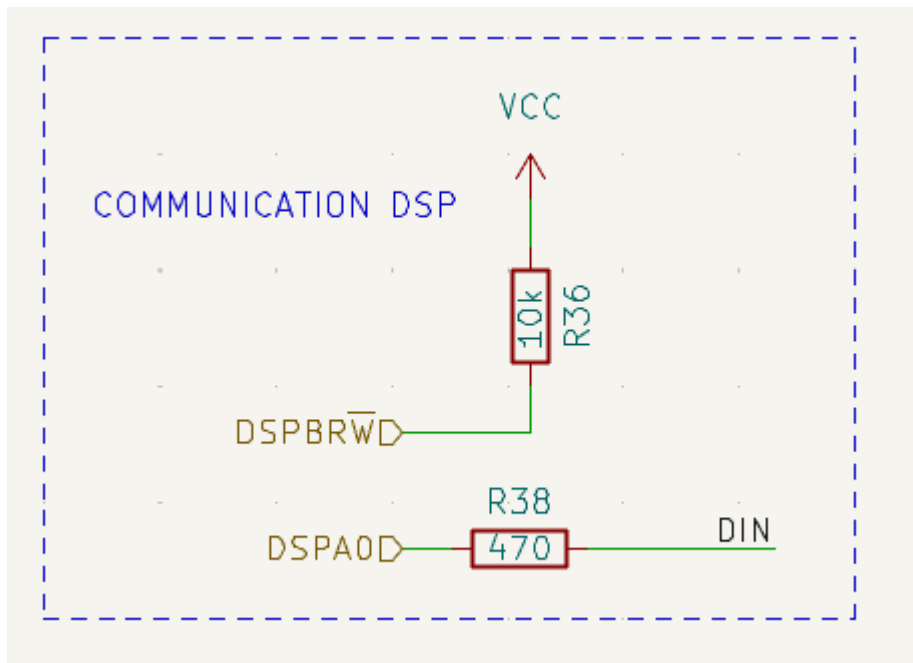 VCC
COMMUNICATION DSP
10k
R36
DSPBRW̅
R38
DSPA0
470
DIN